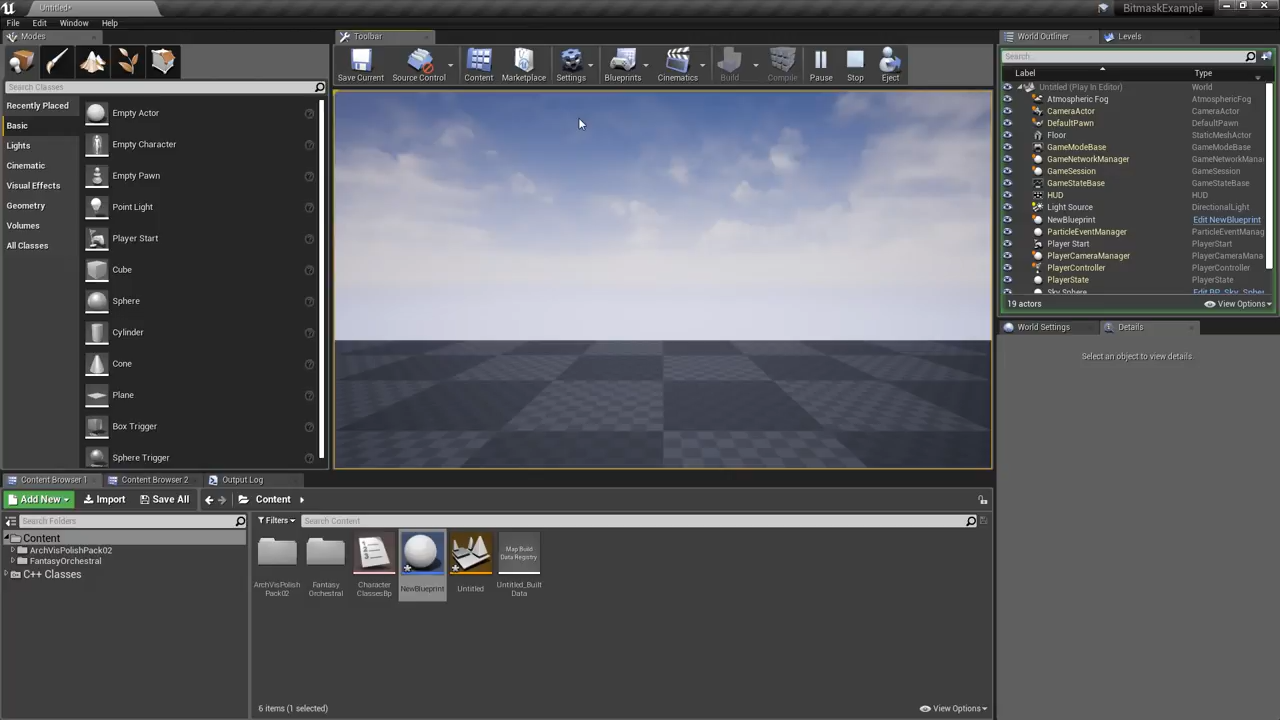 Untitled*
BitmaskExample
File Edit Window Help
Modes
Search Classes
Recently Placed
Basic
Lights
Cinematic
Visual Effects
Geometry
Volumes
All Classes
Empty Actor
Empty Character
Empty Pawn
Point Light
Player Start
Cube
Sphere
Cylinder
Cone
Plane
Box Trigger
Sphere Trigger
Toolbar
Save Current
Source Control
Content
Marketplace
Settings
Blueprints
Cinematics
Build
Compile
Pause
Stop
Eject
World Outliner
Levels
Search...
Label Type
Untitled (Play In Editor) World
Atmospheric Fog AtmosphericFog
CameraActor CameraActor
DefaultPawn DefaultPawn
Floor StaticMeshActor
GameModeBase GameModeBase
GameNetworkManager GameNetworkMana
GameSession GameSession
GameStateBase GameStateBase
HUD HUD
Light Source DirectionalLight
NewBlueprint Edit NewBlueprint
ParticleEventManager ParticleEventManag
Player Start PlayerStart
PlayerCameraManager PlayerCameraMana
PlayerController PlayerController
PlayerState PlayerState
Sky Sphere Edit BP_Sky_Spher
19 actors
View Options
World Settings
Details
Select an object to view details.
Content Browser 1
Content Browser 2
Output Log
Add New
Import
Save All
Content
Search Folders
Content
ArchVisPolishPack02
FantasyOrchestral
C++ Classes
Filters
Search Content
ArchVisPolish
Pack02
Fantasy
Orchestral
Character
ClassesBp
NewBlueprint
Untitled
Map Build
Data Registry
Untitled_Built
Data
6 items (1 selected)
View Options